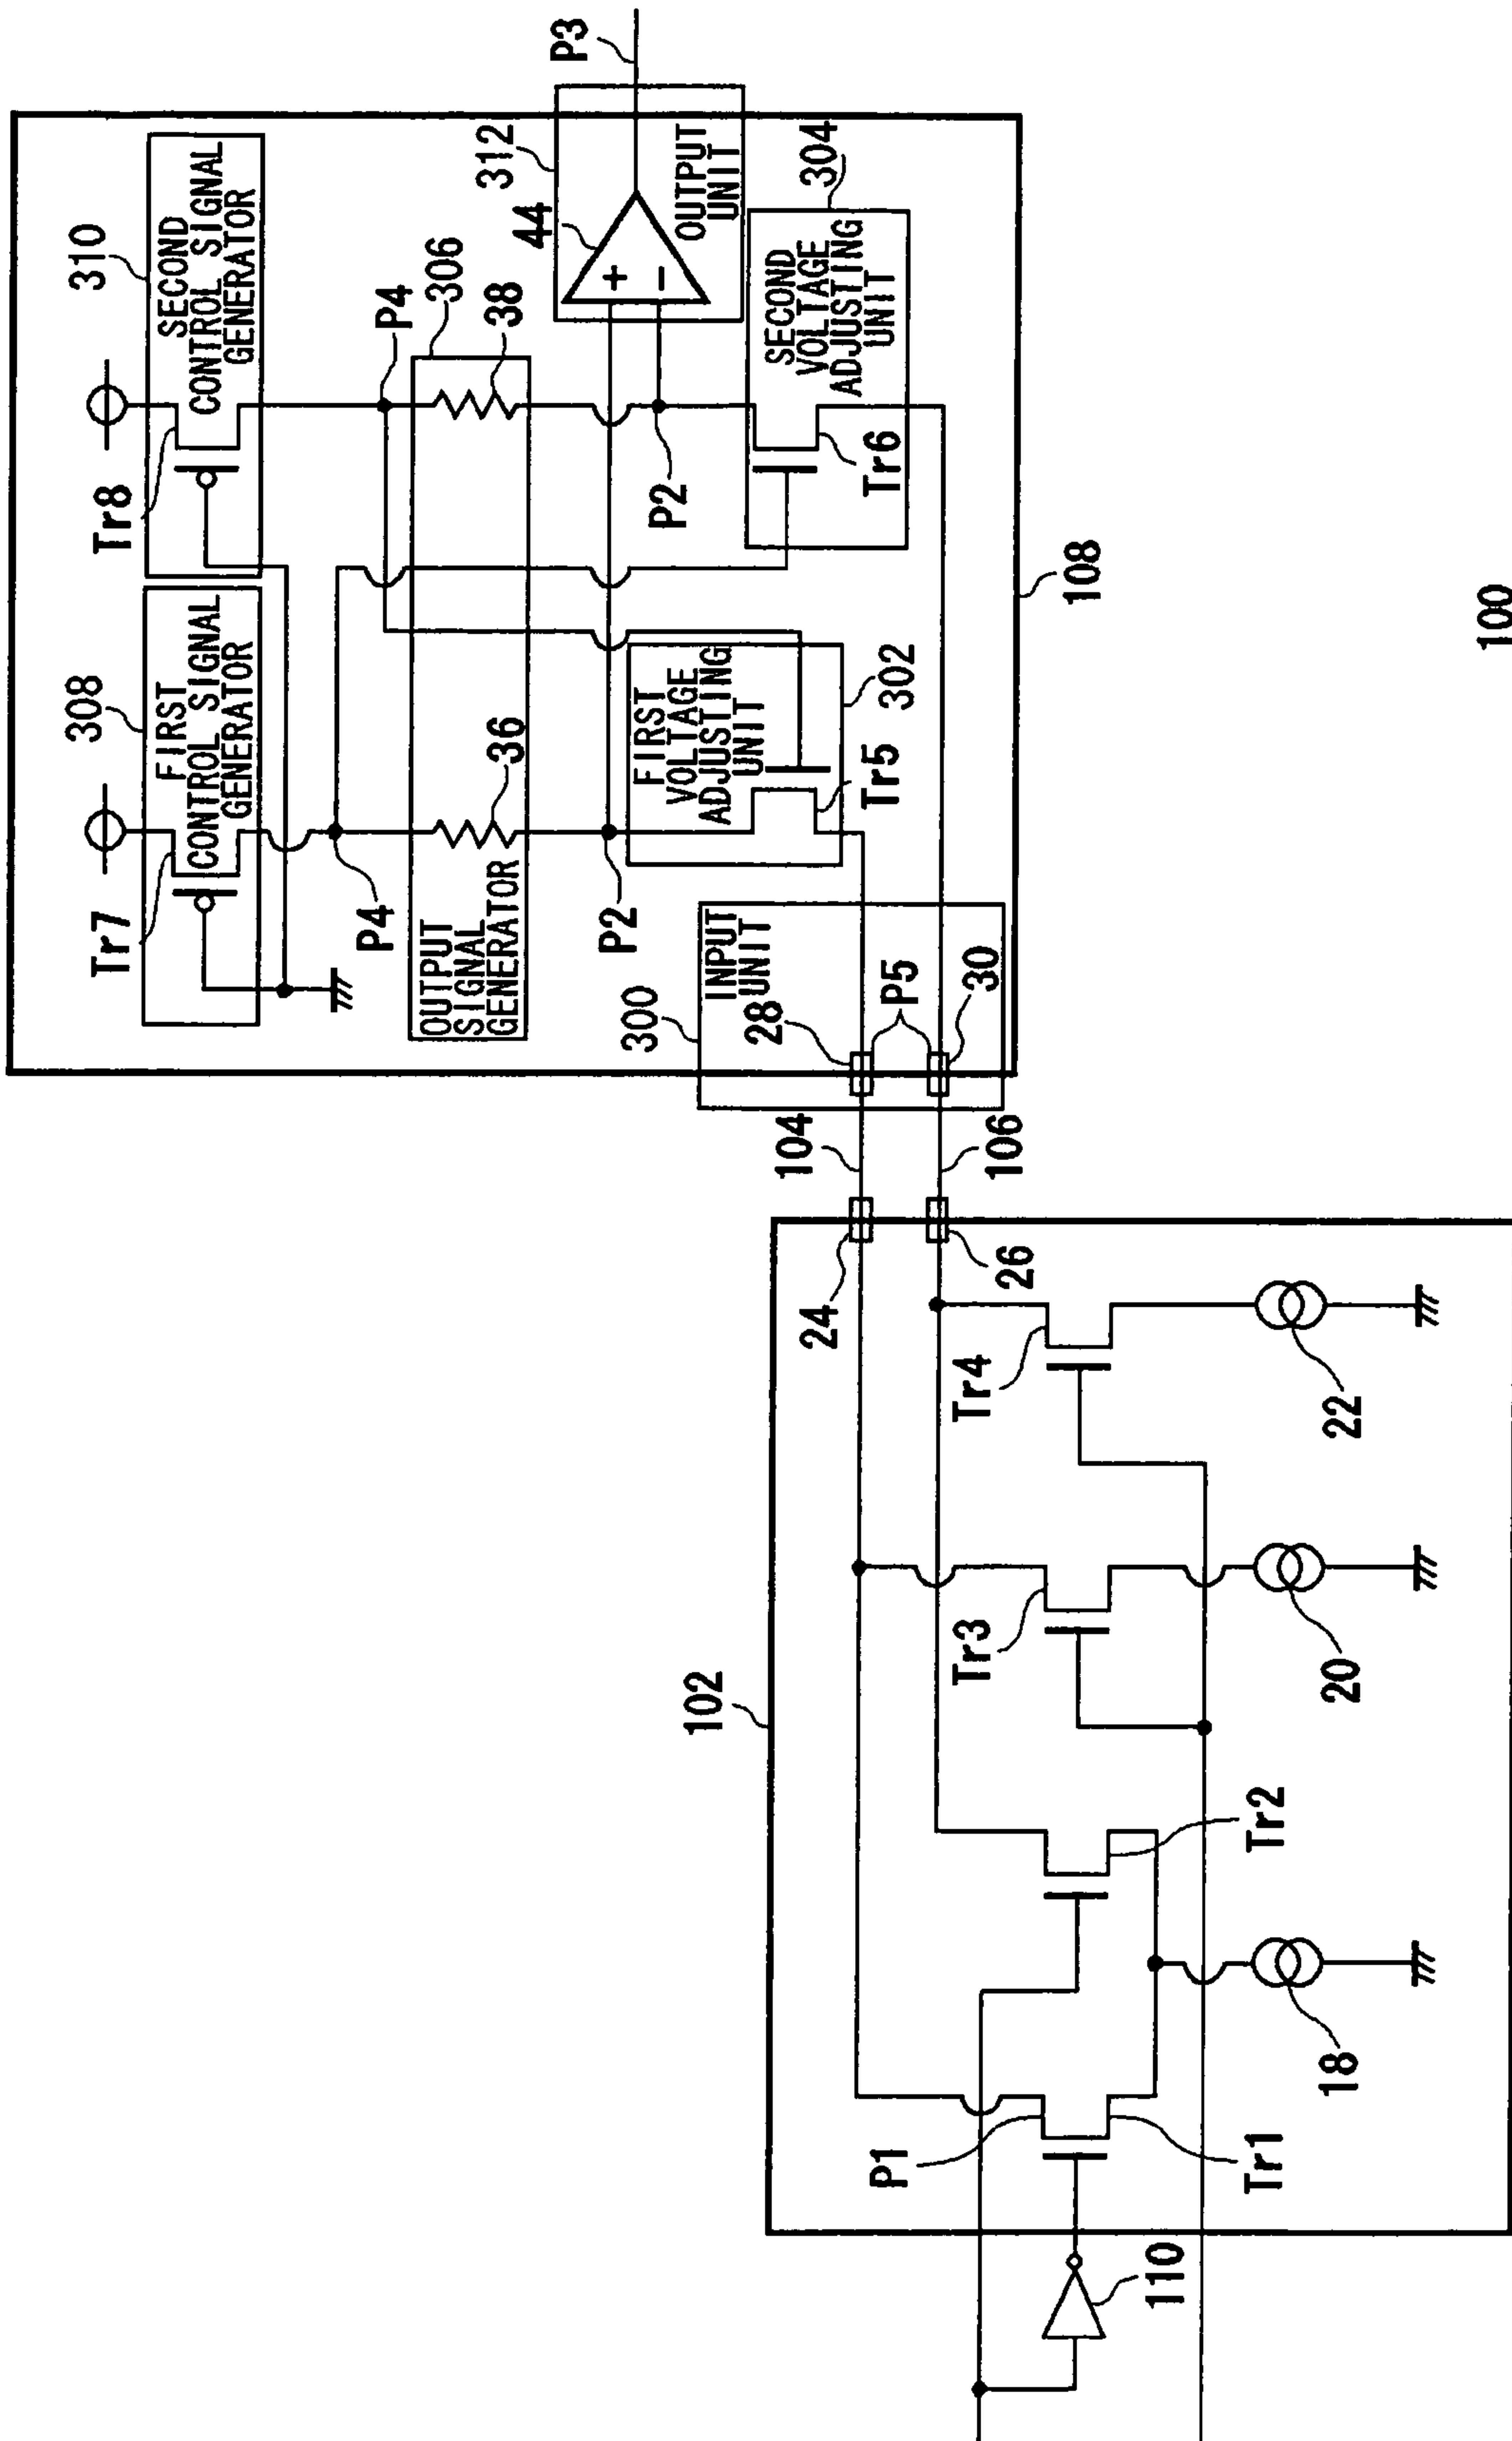 310
SECOND
CONTROL SIGNAL
GENERATOR
Tr8
308
FIRST
CONTROL SIGNAL
GENERATOR
Tr7
P4
306
38
P4
36
OUTPUT
SIGNAL
GENERATOR
P3
312
44
+
−
OUTPUT
UNIT
P2
P2
304
SECOND
VOLTAGE
ADJUSTING
UNIT
Tr6
FIRST
VOLTAGE
ADJUSTING
UNIT
302
Tr5
300
INPUT
UNIT
28
P5
30
108
104
106
24
26
102
Tr4
22
Tr3
20
Tr2
18
P1
Tr1
110
100